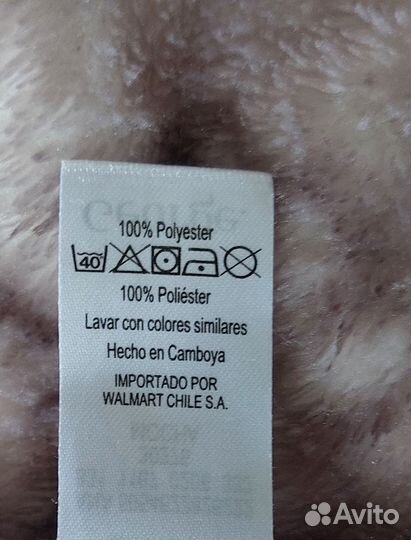 100% Polyester
40
100% Poliéster
Lavar con colores similares
Hecho en Camboya
IMPORTADO POR
WALMART CHILE S.A.
Avito